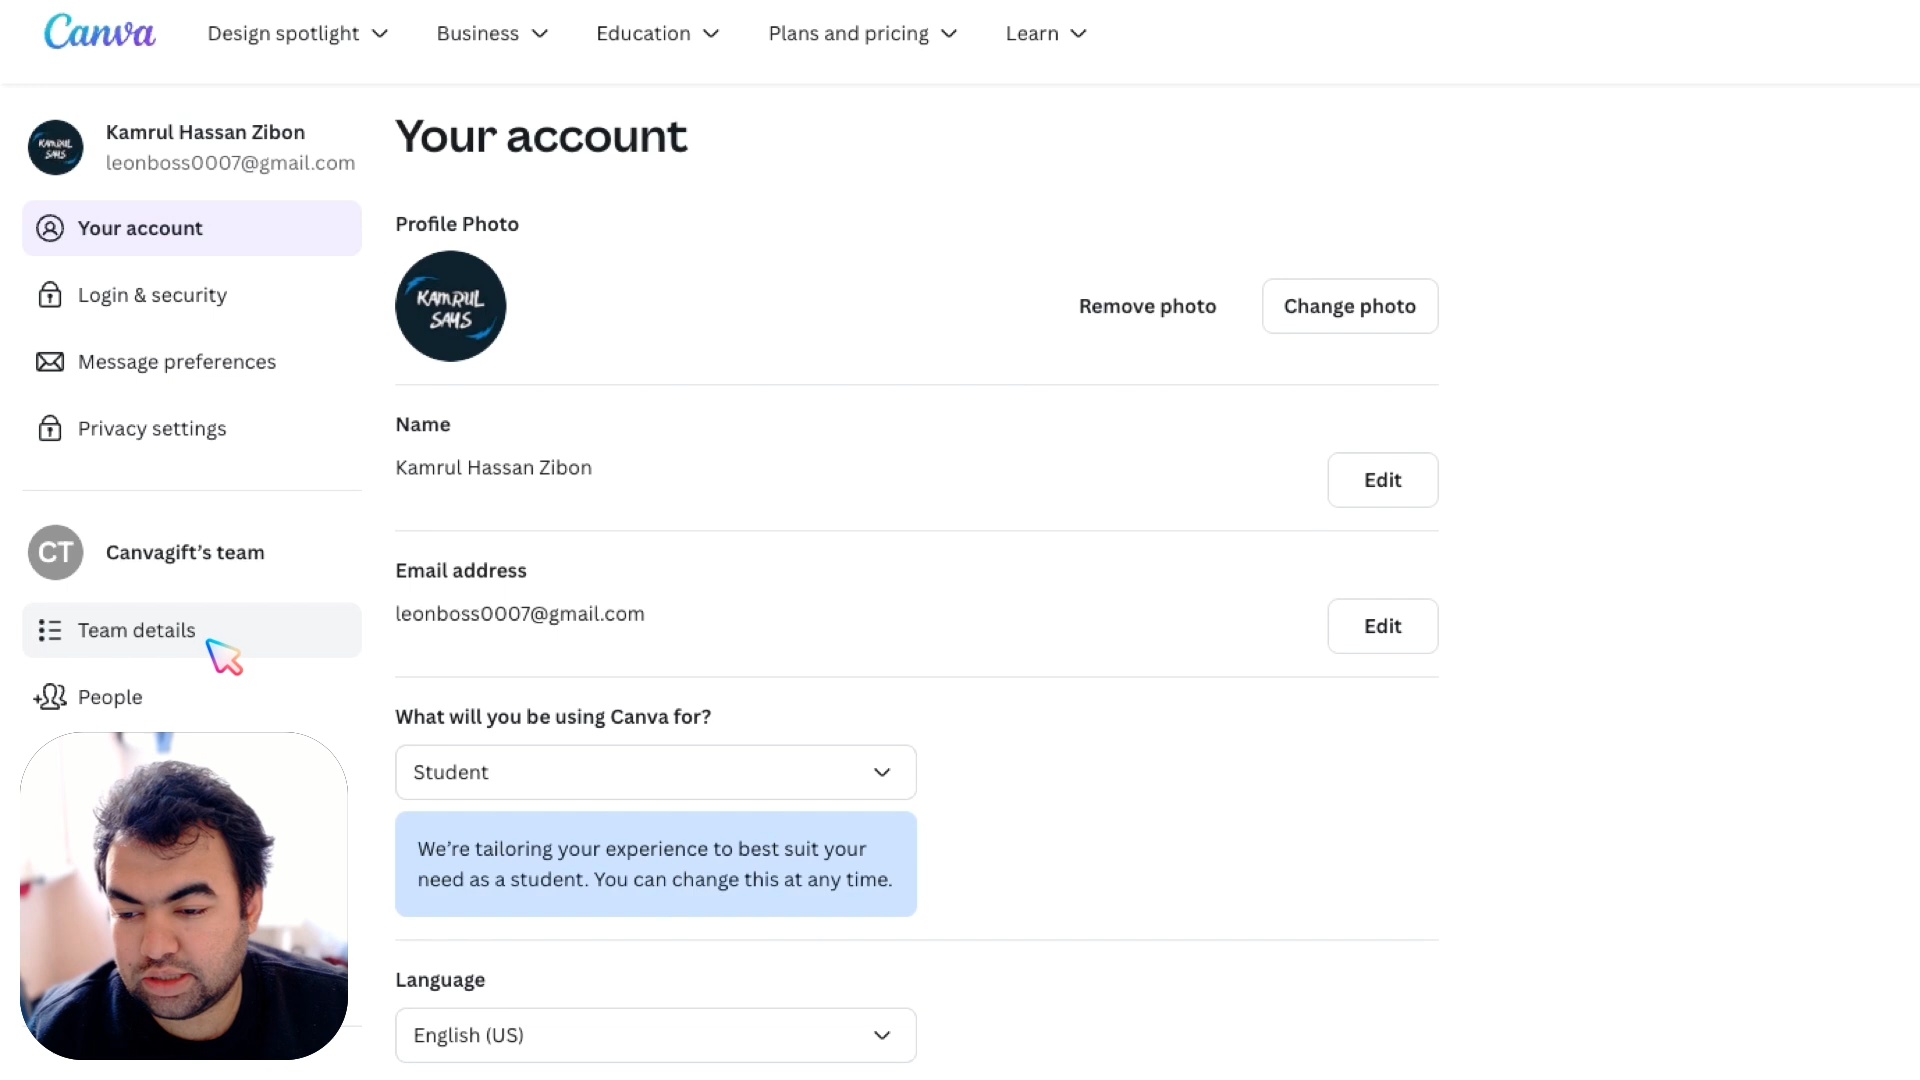 Canva
Design spotlight
Business
Education
Plans and pricing
Learn
KAMRUL
SAYS
Kamrul Hassan Zibon
leonboss0007@gmail.com
Your account
Login & security
Message preferences
Privacy settings
CT
Canvagift’s team
Team details
People
Your account
Profile Photo
KAMRUL
SAYS
Remove photo
Change photo
Name
Kamrul Hassan Zibon
Edit
Email address
leonboss0007@gmail.com
Edit
What will you be using Canva for?
Student
We’re tailoring your experience to best suit your
need as a student. You can change this at any time.
Language
English (US)